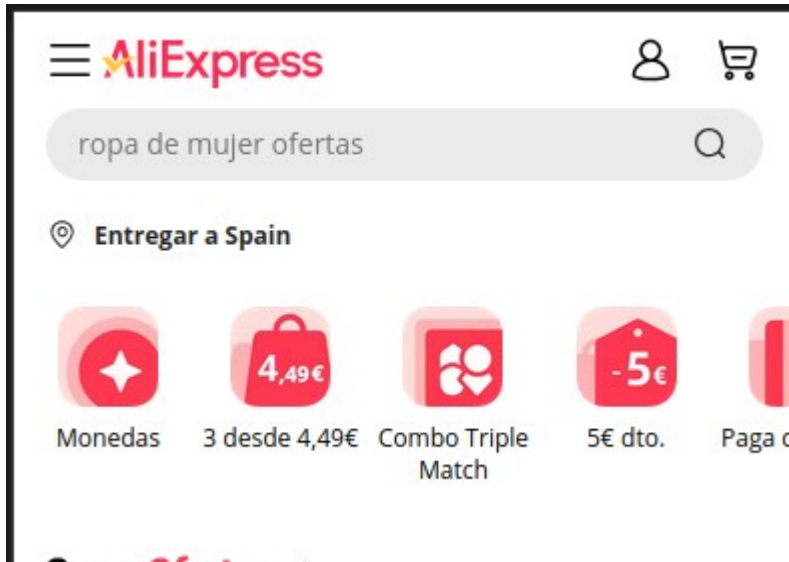 AliExpress
ropa de mujer ofertas
Entregar a Spain
4,49€
-5€
Monedas
3 desde 4,49€
Combo Triple
Match
5€ dto.
Paga